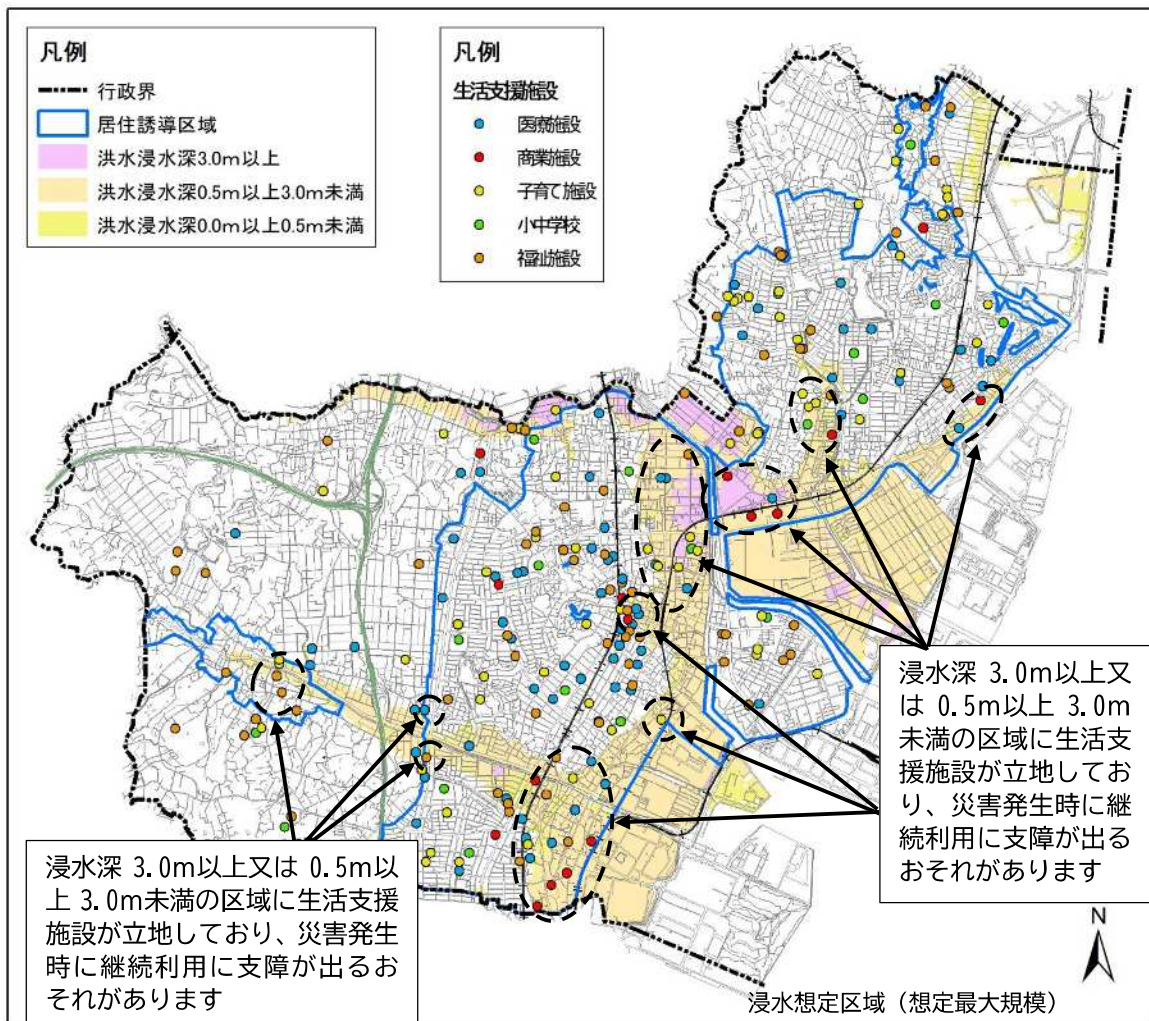 凡例
行政界
居住誘導区域
洪水浸水深3.0m以上
洪水浸水深0.5m以上3.0m未満
洪水浸水深0.0m以上0.5m未満
凡例
生活支援施設
医療施設
商業施設
子育て施設
小中学校
福祉施設
浸水深 3.0m以上又
は 0.5m以上 3.0m
未満の区域に生活支
援施設が立地してお
り、災害発生時に継
続利用に支障が出る
おそれがあります
浸水深 3.0m以上又は 0.5m以
上 3.0m未満の区域に生活支援
施設が立地しており、災害発生
時に継続利用に支障が出るお
それがあります
N
浸水想定区域（想定最大規模）